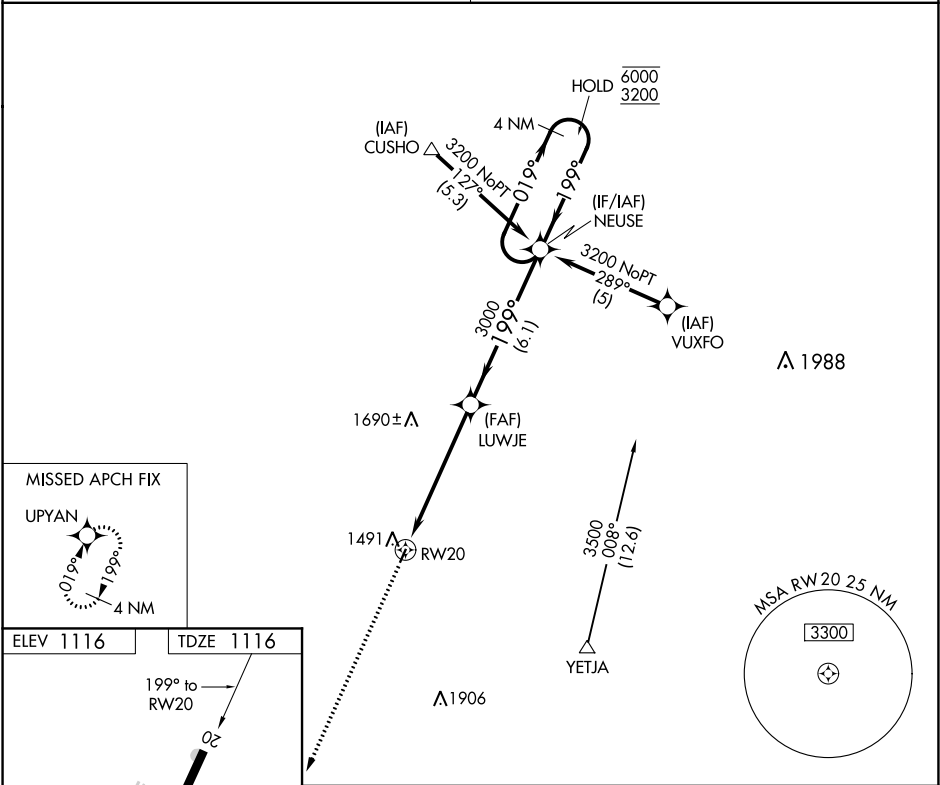 HOLD 6000
3200
4 NM
(IAF)
CUSHO
3200 NoPT
127°
(5.3)
019°
199°
(IF/IAF)
NEUSE
3200 NoPT
289°
(5)
(IAF)
VUXFO
3000
199°
(6.1)
1988
1690±
(FAF)
LUWJE
MISSED APCH FIX
UPYAN
019°
199°
4 NM
1491
RW20
3500
008°
(12.6)
YETJA
MSA RW20 25 NM
3300
ELEV 1116
TDZE 1116
199° to
RW20
20
1906